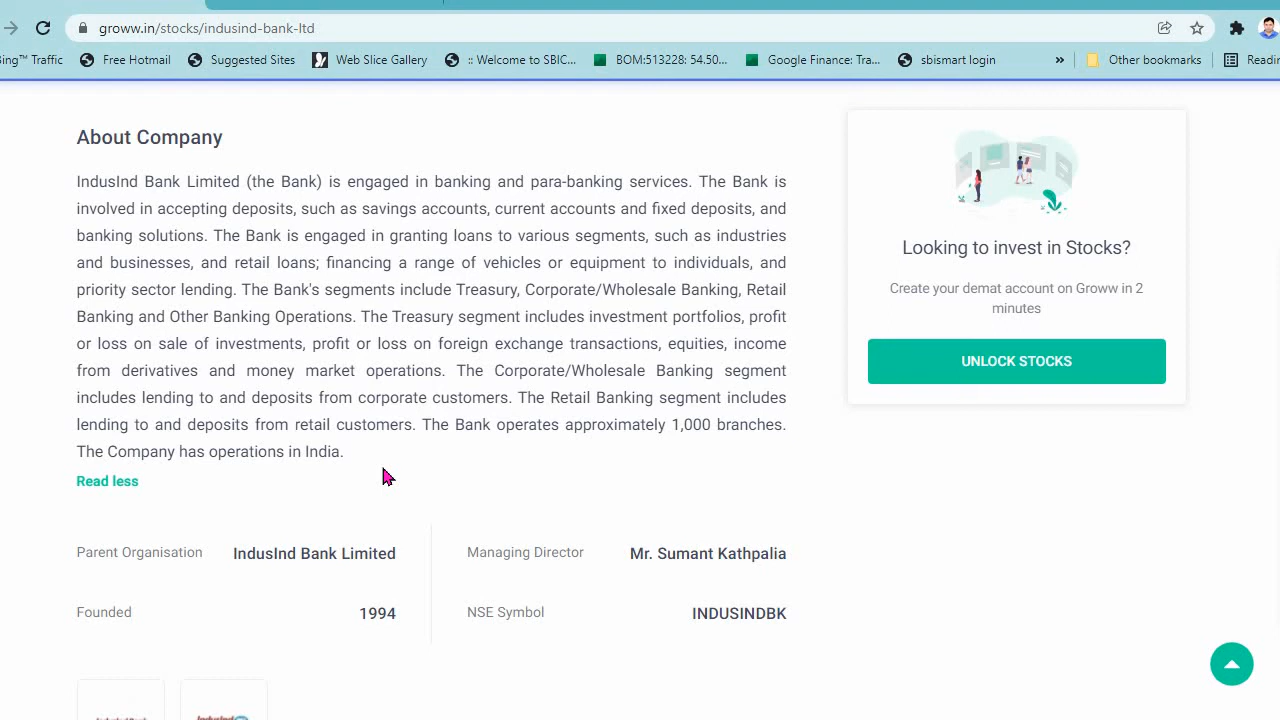 groww.in/stocks/indusind-bank-ltd
Bing™ Traffic Free Hotmail Suggested Sites Web Slice Gallery :: Welcome to SBIC... BOM:513228: 54.50... Google Finance: Tra... sbismart login » Other bookmarks
About Company
IndusInd Bank Limited (the Bank) is engaged in banking and para-banking services. The Bank is
involved in accepting deposits, such as savings accounts, current accounts and fixed deposits, and
banking solutions. The Bank is engaged in granting loans to various segments, such as industries
and businesses, and retail loans; financing a range of vehicles or equipment to individuals, and
priority sector lending. The Bank's segments include Treasury, Corporate/Wholesale Banking, Retail
Banking and Other Banking Operations. The Treasury segment includes investment portfolios, profit
or loss on sale of investments, profit or loss on foreign exchange transactions, equities, income
from derivatives and money market operations. The Corporate/Wholesale Banking segment
includes lending to and deposits from corporate customers. The Retail Banking segment includes
lending to and deposits from retail customers. The Bank operates approximately 1,000 branches.
The Company has operations in India.
Read less
Parent Organisation IndusInd Bank Limited
Managing Director Mr. Sumant Kathpalia
Founded 1994
NSE Symbol INDUSINDBK
Looking to invest in Stocks?
Create your demat account on Groww in 2
minutes
UNLOCK STOCKS